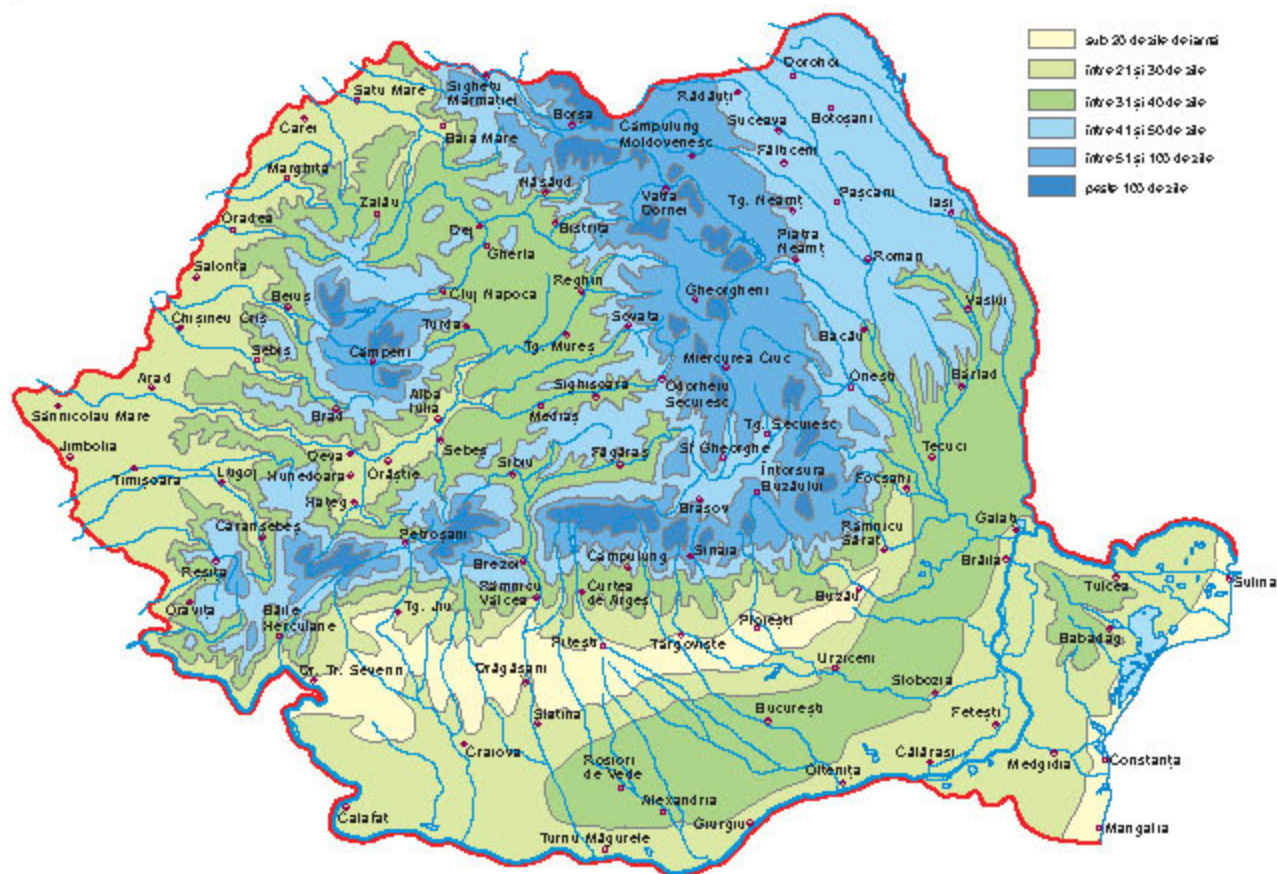 sub 20 de zile de iarnă
între 21 și 30 de zile
între 31 și 40 de zile
între 41 și 50 de zile
între 51 și 100 de zile
peste 100 de zile
Dorohoi
Sighetu
Marmației
Satu Mare
Rădăuți
Borșa
Botoșani
Suceava
Carei
Baia Mare
Câmpulung
Moldovenesc
Fălticeni
Marghita
Năsăud
Vatra
Dornei
Pașcani
Zalău
Tg. Neamț
Iași
Oradea
Dej
Bistrița
Piatra
Neamț
Gherla
Roman
Salonta
Reghin
Gheorgheni
Beiuș
Cluj Napoca
Vaslui
Chișineu Criș
Turda
Sovata
Bacău
Tg. Mureș
Sebiș
Câmpeni
Miercurea Ciuc
Arad
Sighișoara
Odorheiu
Secuiesc
Onești
Bârlad
Sânnicolau Mare
Alba
Iulia
Brad
Mediaș
Tg. Secuiesc
Jimbolia
Deva
Sebeș
Sf Gheorghe
Tecuci
Timișoara
Lugoj
Hunedoara
Orăștie
Sibiu
Făgăraș
Întorsura
Buzăului
Focșani
Hațeg
Brașov
Caransebeș
Petroșani
Râmnicu
Sărat
Galați
Reșița
Brezoi
Câmpulung
Sinaia
Brăila
Tulcea
Sulina
Oravița
Băile
Herculane
Tg. Jiu
Râmnicu
Vâlcea
Curtea
de Argeș
Buzău
Ploiești
Babadag
Pitești
Târgoviște
Dr. Tr. Severin
Drăgășani
Urziceni
Slobozia
Slatina
București
Fetești
Craiova
Călărași
Medgidia
Constanța
Roșiori
de Vede
Oltenița
Calafat
Alexandria
Giurgiu
Mangalia
Turnu Măgurele